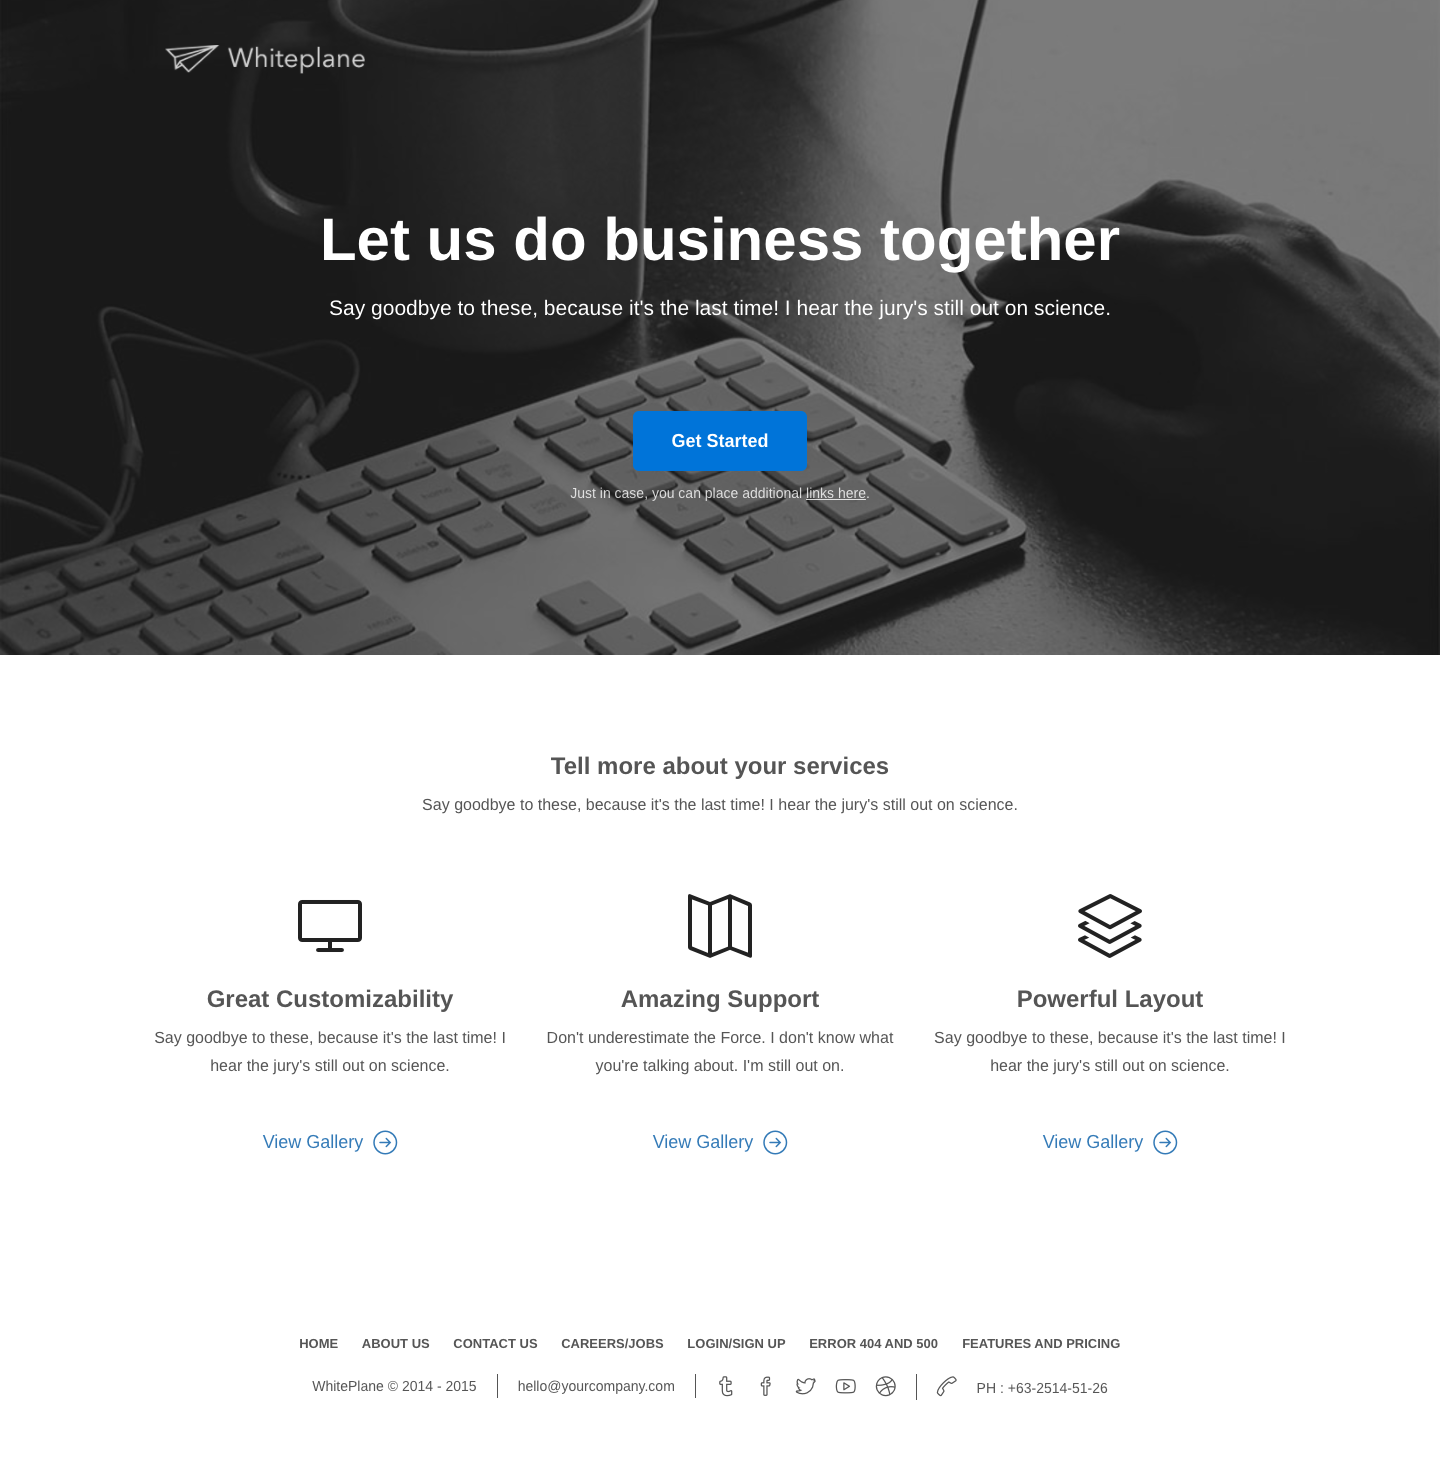 Whiteplane
Let us do business together
Say goodbye to these, because it's the last time! I hear the jury's still out on science.
Get Started
Just in case, you can place additional links here.
Tell more about your services
Say goodbye to these, because it's the last time! I hear the jury's still out on science.
Great Customizability
Say goodbye to these, because it's the last time! I
hear the jury's still out on science.
View Gallery
Amazing Support
Don't underestimate the Force. I don't know what
you're talking about. I'm still out on.
View Gallery
Powerful Layout
Say goodbye to these, because it's the last time! I
hear the jury's still out on science.
View Gallery
HOME ABOUT US CONTACT US CAREERS/JOBS LOGIN/SIGN UP ERROR 404 AND 500 FEATURES AND PRICING
WhitePlane © 2014 - 2015 hello@yourcompany.com PH : +63-2514-51-26